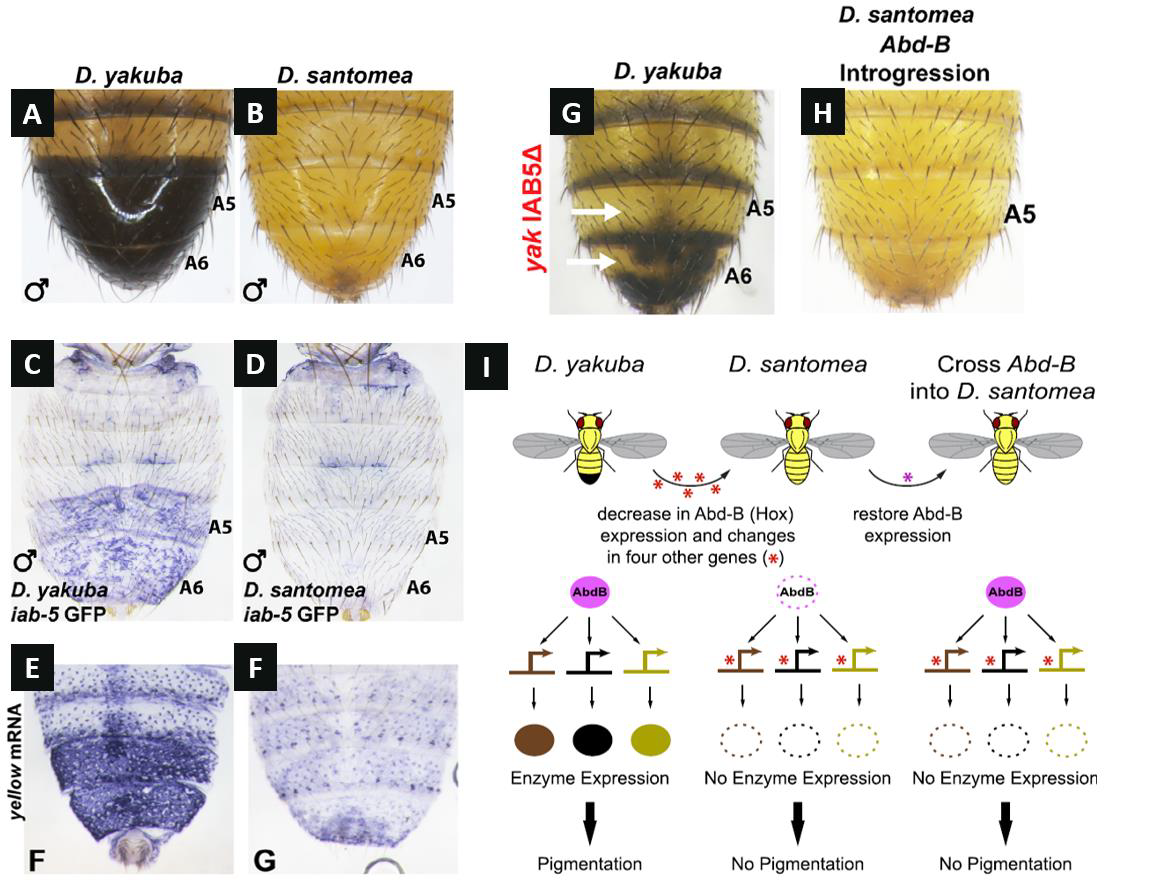 D. yakuba
D. santomea
D. yakuba
D. santomea
Abd-B
Introgression
A
B
G
H
A5
A6
♂
A5
A6
♂
yak IAB5Δ
A5
A6
A5
C
D
A5
A6
♂
D. yakuba
iab-5 GFP
A5
A6
♂
D. santomea
iab-5 GFP
E
F
yellow mRNA
F
G
I
D. yakuba
D. santomea
Cross Abd-B
into D. santomea
* * * * *
*
decrease in Abd-B (Hox)
expression and changes
in four other genes (*)
restore Abd-B
expression
AbdB
AbdB
AbdB
* * *
* * *
Enzyme Expression
No Enzyme Expression
No Enzyme Expression
Pigmentation
No Pigmentation
No Pigmentation